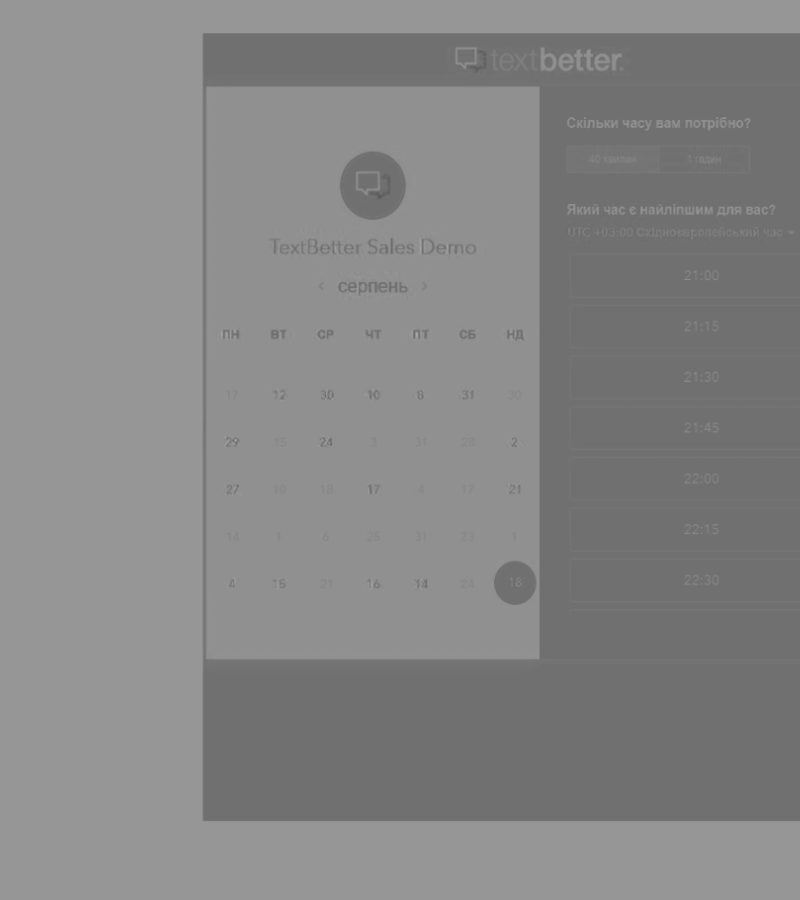 textbetter.
TextBetter Sales Demo
‹ серпень ›
ПН ВТ СР ЧТ ПТ СБ НД
17 12 30 10 8 31 30
29 15 24 3 31 28 2
27 10 18 17 4 17 21
14 1 6 29 31 23 1
4 15 21 16 14 24 18
Скільки часу вам потрібно?
40 хвилин 1 годин
Який час є найліпшим для вас?
UTC +03:00 Східноєвропейський час
21:00
21:15
21:30
21:45
22:00
22:15
22:30